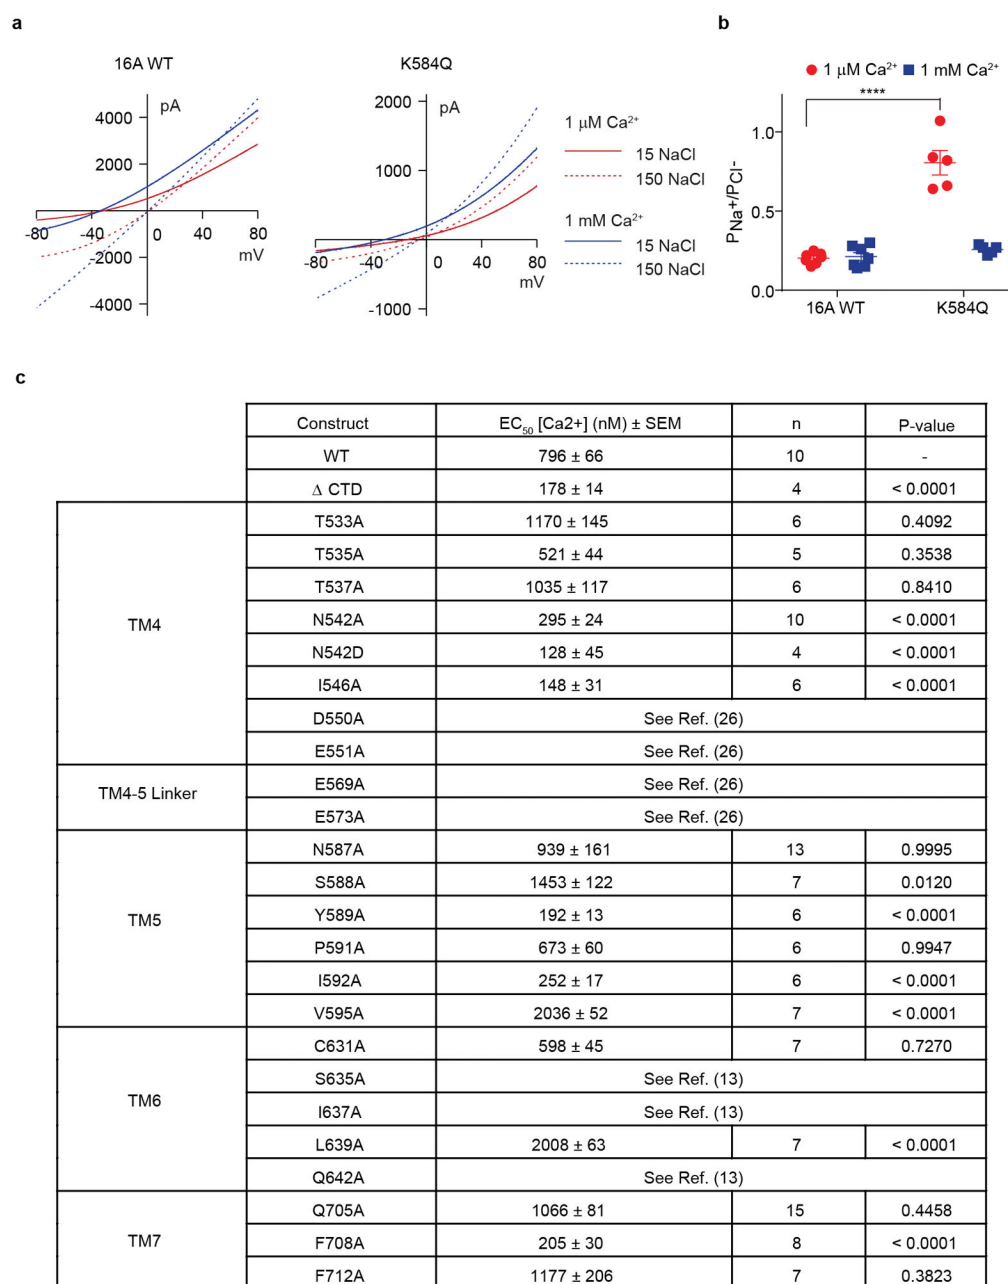 a
b
16A WT
K584Q
pA
pA
4000
2000
-2000
-4000
-80
-40
0
40
80
mV
2000
1000
-1000
-80
-40
0
40
80
mV
1 μM Ca²⁺
15 NaCl
150 NaCl
1 mM Ca²⁺
15 NaCl
150 NaCl
1 μM Ca²⁺ 1 mM Ca²⁺
****
1.0
0.5
0.0
PNa⁺/PCl⁻
16A WT K584Q
c
Construct EC₅₀ [Ca2+] (nM) ± SEM n P-value
WT 796 ± 66 10 -
Δ CTD 178 ± 14 4 < 0.0001
TM4
T533A 1170 ± 145 6 0.4092
T535A 521 ± 44 5 0.3538
T537A 1035 ± 117 6 0.8410
N542A 295 ± 24 10 < 0.0001
N542D 128 ± 45 4 < 0.0001
I546A 148 ± 31 6 < 0.0001
D550A See Ref. (26)
E551A See Ref. (26)
TM4-5 Linker
E569A See Ref. (26)
E573A See Ref. (26)
TM5
N587A 939 ± 161 13 0.9995
S588A 1453 ± 122 7 0.0120
Y589A 192 ± 13 6 < 0.0001
P591A 673 ± 60 6 0.9947
I592A 252 ± 17 6 < 0.0001
V595A 2036 ± 52 7 < 0.0001
TM6
C631A 598 ± 45 7 0.7270
S635A See Ref. (13)
I637A See Ref. (13)
L639A 2008 ± 63 7 < 0.0001
Q642A See Ref. (13)
TM7
Q705A 1066 ± 81 15 0.4458
F708A 205 ± 30 8 < 0.0001
F712A 1177 ± 206 7 0.3823